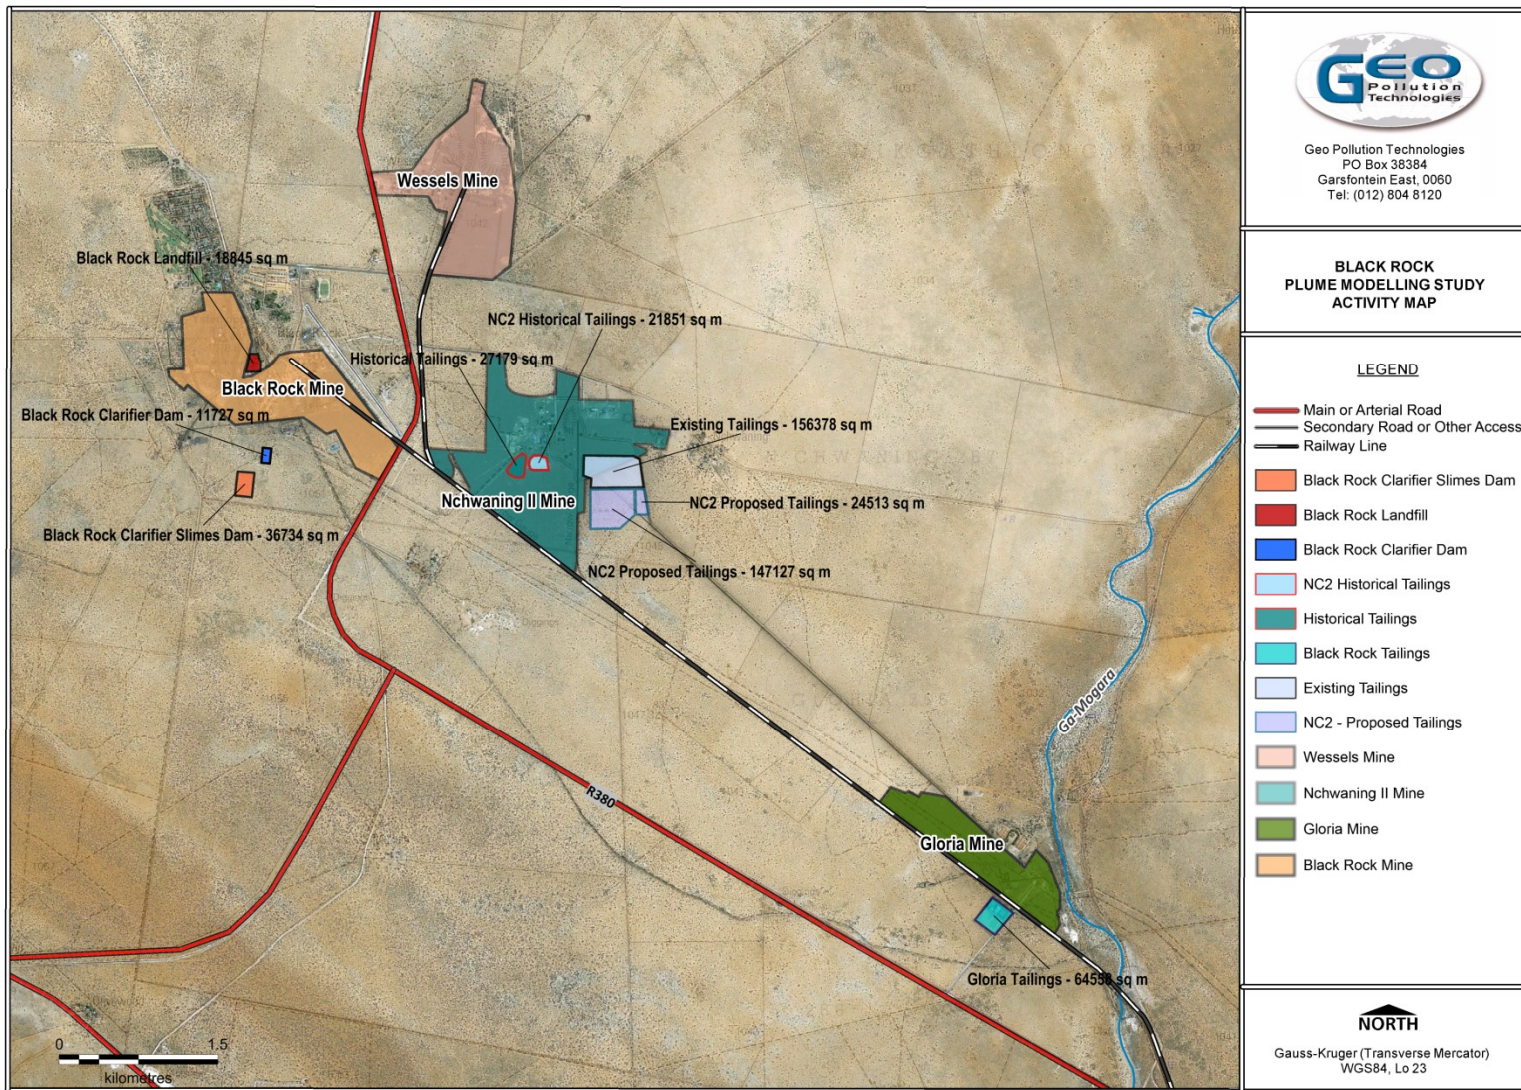 Wessels Mine
Black Rock Landfill - 18845 sq m
NC2 Historical Tailings - 21851 sq m
Historical Tailings - 27179 sq m
Black Rock Mine
Black Rock Clarifier Dam - 11727 sq m
Existing Tailings - 156378 sq m
Nchwaning II Mine
NC2 Proposed Tailings - 24513 sq m
Black Rock Clarifier Slimes Dam - 36734 sq m
NC2 Proposed Tailings - 147127 sq m
Ga-Mogara
R380
Gloria Mine
Gloria Tailings - 64558 sq m
0 1.5
kilometres
GEO
Pollution
Technologies
Geo Pollution Technologies
PO Box 38384
Garsfontein East, 0060
Tel: (012) 804 8120
BLACK ROCK
PLUME MODELLING STUDY
ACTIVITY MAP
LEGEND
Main or Arterial Road
Secondary Road or Other Access
Railway Line
Black Rock Clarifier Slimes Dam
Black Rock Landfill
Black Rock Clarifier Dam
NC2 Historical Tailings
Historical Tailings
Black Rock Tailings
Existing Tailings
NC2 - Proposed Tailings
Wessels Mine
Nchwaning II Mine
Gloria Mine
Black Rock Mine
NORTH
Gauss-Kruger (Transverse Mercator)
WGS84, Lo 23